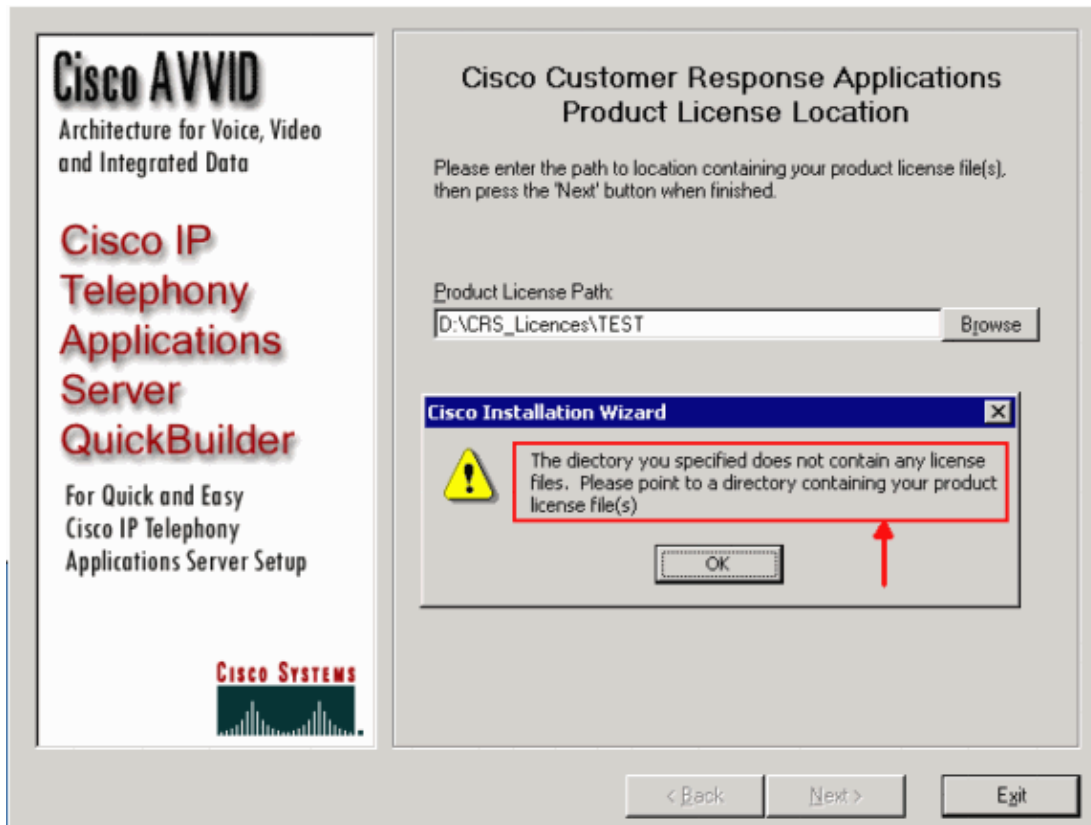 Cisco AVVID
Architecture for Voice, Video
and Integrated Data
Cisco IP
Telephony
Applications
Server
QuickBuilder
For Quick and Easy
Cisco IP Telephony
Applications Server Setup
CISCO SYSTEMS
Cisco Customer Response Applications
Product License Location
Please enter the path to location containing your product license file(s),
then press the 'Next' button when finished.
Product License Path:
D:\CRS_Licences\TEST
Browse
Cisco Installation Wizard
The diectory you specified does not contain any license
files. Please point to a directory containing your product
license file(s)
OK
< Back
Next >
Exit